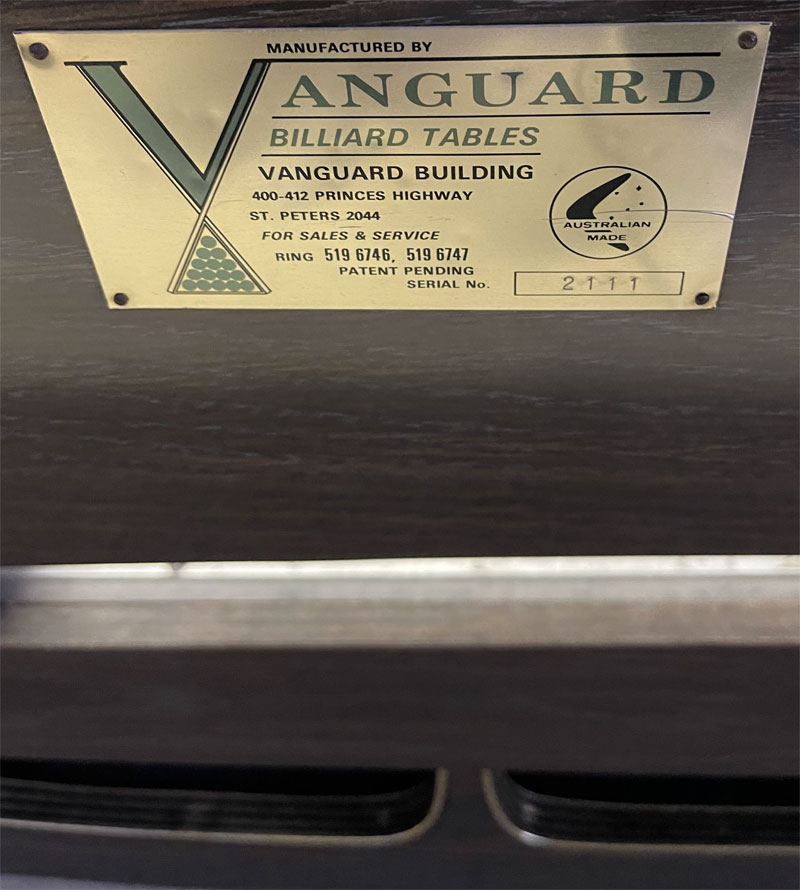 MANUFACTURED BY
VANGUARD
BILLIARD TABLES
VANGUARD BUILDING
400-412 PRINCES HIGHWAY
ST. PETERS 2044
FOR SALES & SERVICE
RING 519 6746, 519 6747
PATENT PENDING
SERIAL No. 2111
AUSTRALIAN
MADE